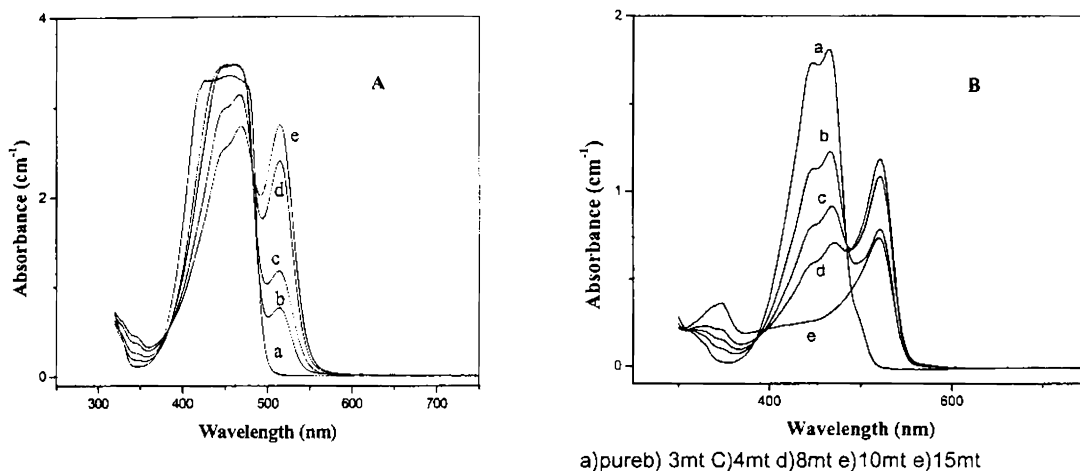 A
B
e
d
c
b
a
a
b
c
d
e
4
2
0
2
1
0
Absorbance (cm⁻¹)
Absorbance (cm⁻¹)
300 400 500 600 700
400 600
Wavelength (nm)
Wavelength (nm)
a)pureb) 3mt C)4mt d)8mt e)10mt e)15mt